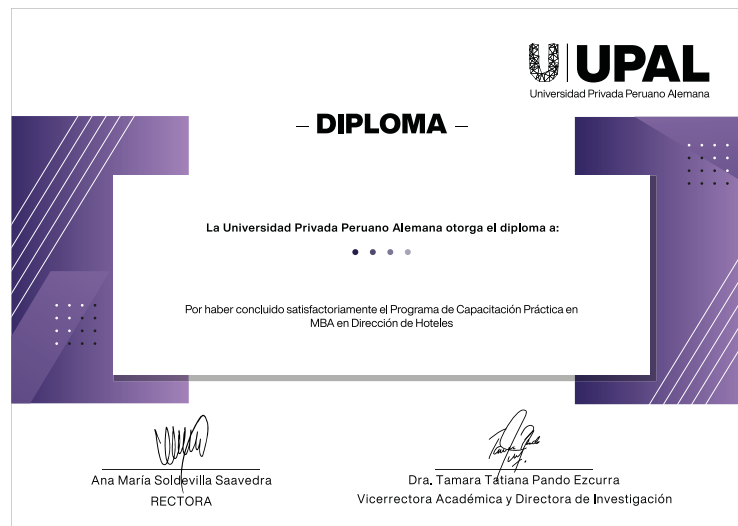 UPAL
Universidad Privada Peruano Alemana
– DIPLOMA –
La Universidad Privada Peruano Alemana otorga el diploma a:
Por haber concluido satisfactoriamente el Programa de Capacitación Práctica en
MBA en Dirección de Hoteles
Ana María Soldevilla Saavedra
RECTORA
Dra. Tamara Tatiana Pando Ezcurra
Vicerrectora Académica y Directora de Investigación